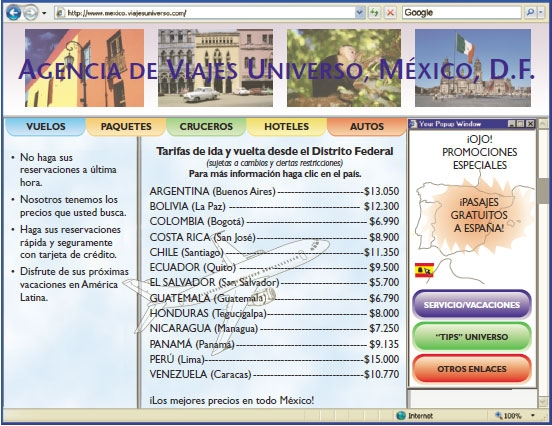 http://www.mexico.viajesuniverso.com/
Google
AGENCIA DE VIAJES UNIVERSO, MÉXICO, D.F.
VUELOS
PAQUETES
CRUCEROS
HOTELES
AUTOS
• No haga sus
reservaciones a última
hora.
• Nosotros tenemos los
precios que usted busca.
• Haga sus reservaciones
rápida y seguramente
con tarjeta de crédito.
• Disfrute de sus próximas
vacaciones en América
Latina.
Tarifas de ida y vuelta desde el Distrito Federal
(sujetas a cambios y ciertas restricciones)
Para más información haga clic en el país.
ARGENTINA (Buenos Aires) --------------------------$13.050
BOLIVIA (La Paz) --------------------------------------$12.300
COLOMBIA (Bogotá)------------------------------------$6.990
COSTA RICA (San José)---------------------------------$8.900
CHILE (Santiago)---------------------------------------$11.350
ECUADOR (Quito) --------------------------------------$9.500
EL SALVADOR (San Salvador) --------------------------$5.700
GUATEMALA (Guatemala)------------------------------$6.790
HONDURAS (Tegucigalpa) ------------------------------$8.000
NICARAGUA (Managua) --------------------------------$7.250
PANAMÁ (Panamá) -------------------------------------$9.135
PERÚ (Lima)--------------------------------------------$15.000
VENEZUELA (Caracas) ---------------------------------$10.770
¡Los mejores precios en todo México!
Your Popup Window
¡OJO!
PROMOCIONES
ESPECIALES
¡PASAJES
GRATUITOS
A ESPAÑA!
SERVICIO/VACACIONES
“TIPS” UNIVERSO
OTROS ENLACES
Internet
100%